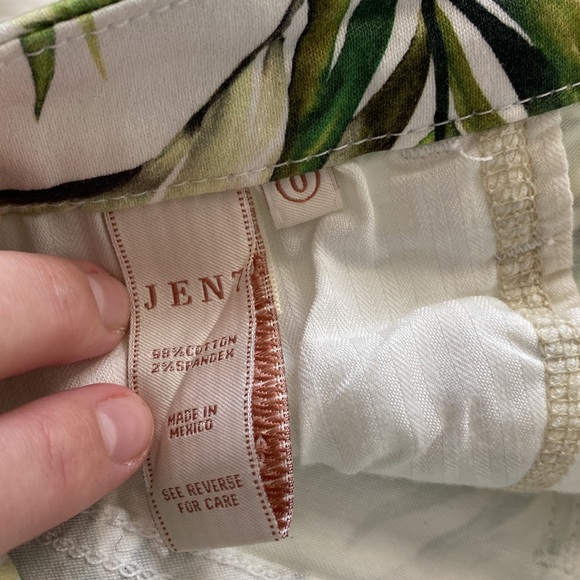 0
JEN7
98% COTTON
2% SPANDEX
MADE IN
MEXICO
SEE REVERSE
FOR CARE